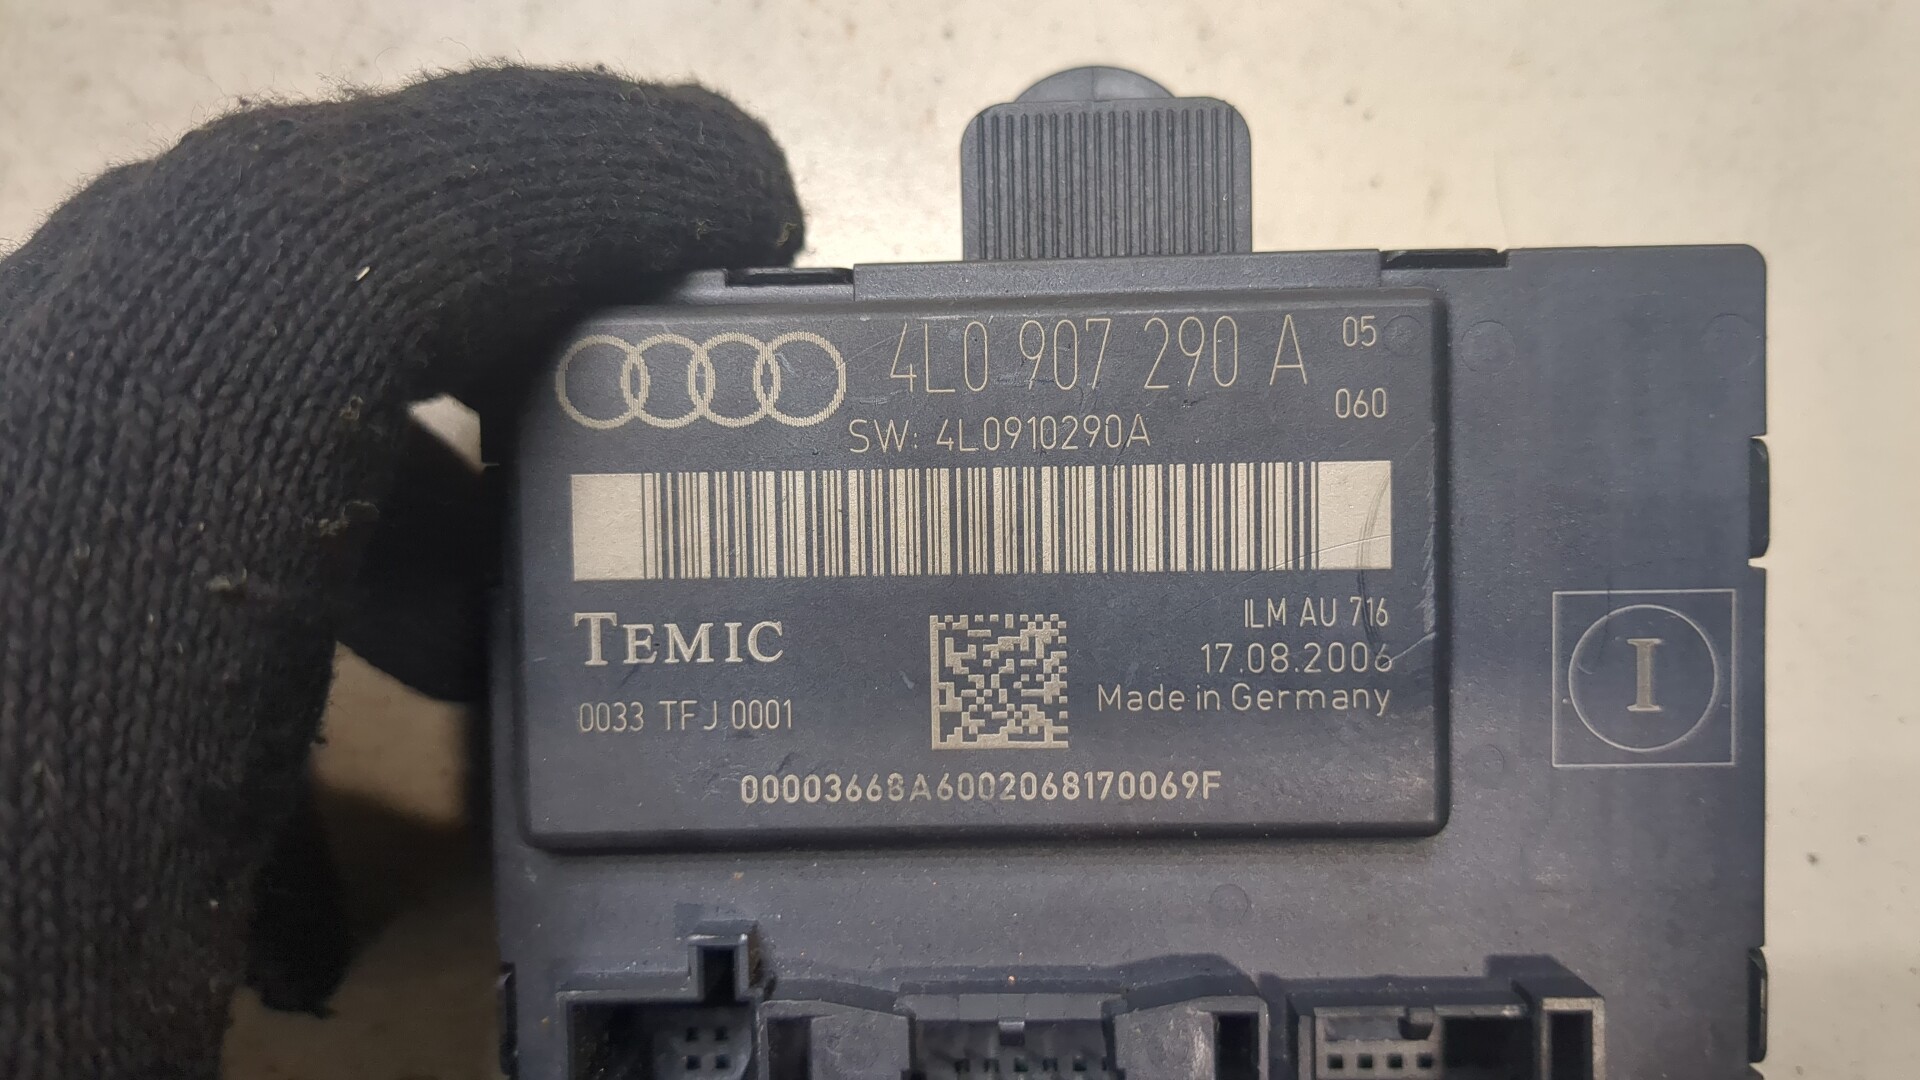 4L0 907 290 A 05
060
SW: 4L0910290A
TEMIC
ILM AU 716
17.08.2006
Made in Germany
0033 TFJ 0001
00003668A6002068170069F
I